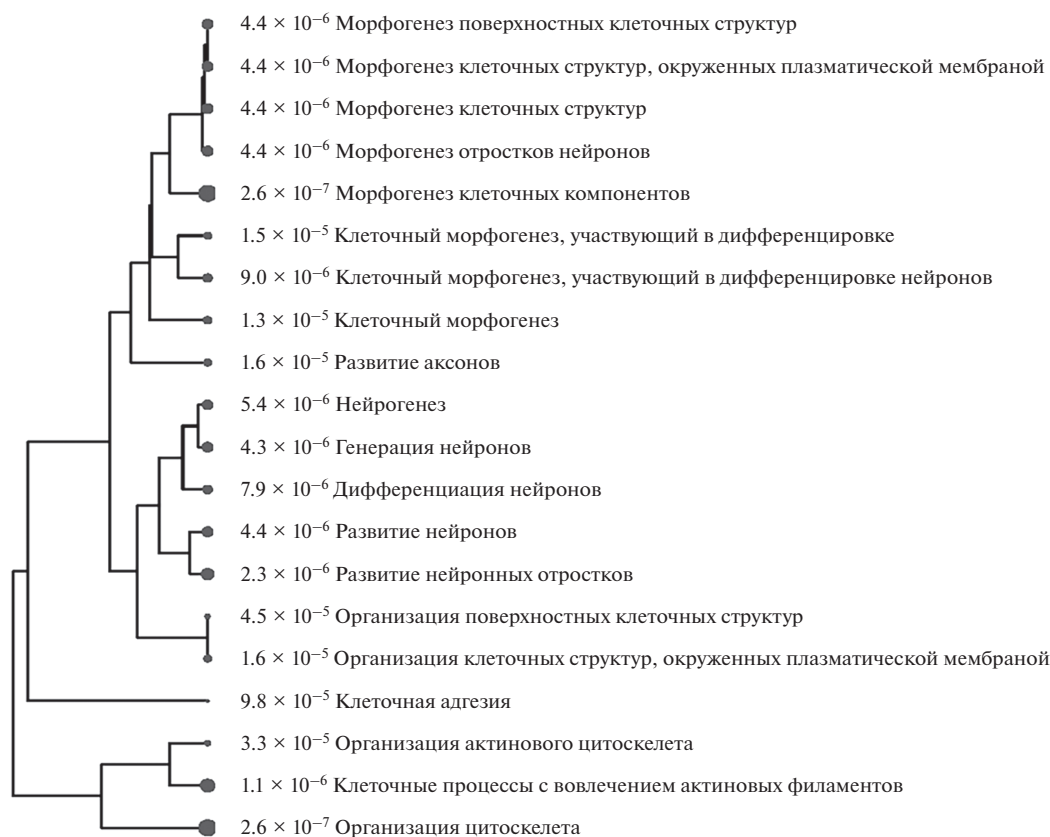 4.4 × 10⁻⁶ Морфогенез поверхностных клеточных структур
4.4 × 10⁻⁶ Морфогенез клеточных структур, окруженных плазматической мембраной
4.4 × 10⁻⁶ Морфогенез клеточных структур
4.4 × 10⁻⁶ Морфогенез отростков нейронов
2.6 × 10⁻⁷ Морфогенез клеточных компонентов
1.5 × 10⁻⁵ Клеточный морфогенез, участвующий в дифференцировке
9.0 × 10⁻⁶ Клеточный морфогенез, участвующий в дифференцировке нейронов
1.3 × 10⁻⁵ Клеточный морфогенез
1.6 × 10⁻⁵ Развитие аксонов
5.4 × 10⁻⁶ Нейрогенез
4.3 × 10⁻⁶ Генерация нейронов
7.9 × 10⁻⁶ Дифференциация нейронов
4.4 × 10⁻⁶ Развитие нейронов
2.3 × 10⁻⁶ Развитие нейронных отростков
4.5 × 10⁻⁵ Организация поверхностных клеточных структур
1.6 × 10⁻⁵ Организация клеточных структур, окруженных плазматической мембраной
9.8 × 10⁻⁵ Клеточная адгезия
3.3 × 10⁻⁵ Организация актинового цитоскелета
1.1 × 10⁻⁶ Клеточные процессы с вовлечением актиновых филаментов
2.6 × 10⁻⁷ Организация цитоскелета